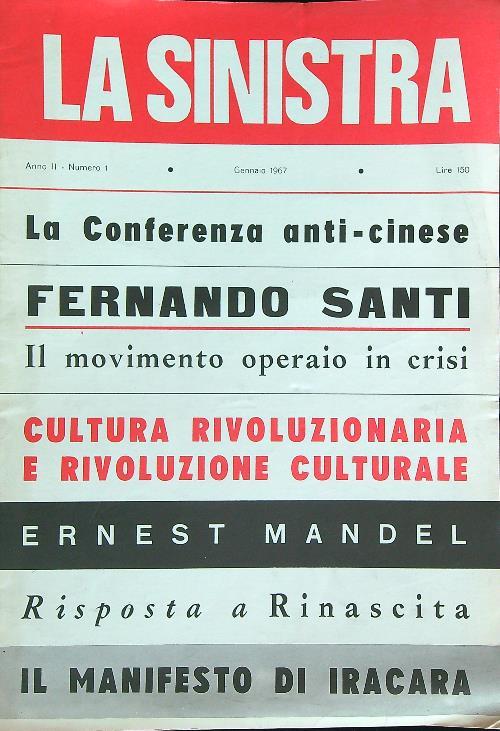 LA SINISTRA
Anno II - Numero 1 • Gennaio 1967 • Lire 150
La Conferenza anti-cinese
FERNANDO SANTI
Il movimento operaio in crisi
CULTURA RIVOLUZIONARIA
E RIVOLUZIONE CULTURALE
ERNEST MANDEL
Risposta a Rinascita
IL MANIFESTO DI IRACARA